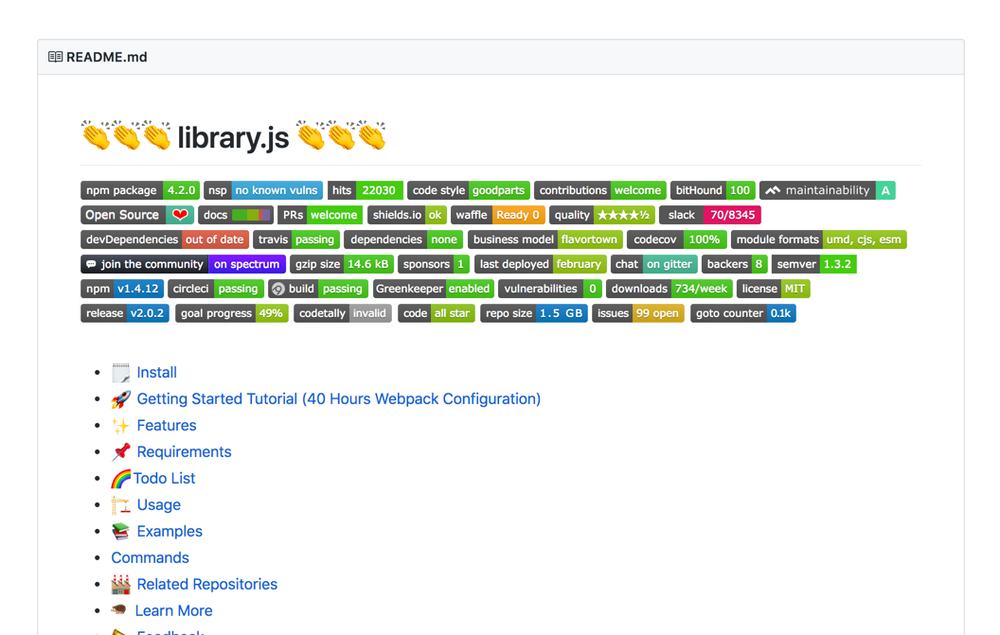 README.md
library.js
npm package 4.2.0 nsp no known vulns hits 22030 code style goodparts contributions welcome bitHound 100 maintainability A
Open Source docs PRs welcome shields.io ok waffle Ready 0 quality ★★★★½ slack 70/8345
devDependencies out of date travis passing dependencies none business model flavortown codecov 100% module formats umd, cjs, esm
join the community on spectrum gzip size 14.6 kB sponsors 1 last deployed february chat on gitter backers 8 semver 1.3.2
npm v1.4.12 circleci passing build passing Greenkeeper enabled vulnerabilities 0 downloads 734/week license MIT
release v2.0.2 goal progress 49% codetally invalid code all star repo size 1.5 GB issues 99 open goto counter 0.1k
Install
Getting Started Tutorial (40 Hours Webpack Configuration)
Features
Requirements
Todo List
Usage
Examples
Commands
Related Repositories
Learn More
Feedback